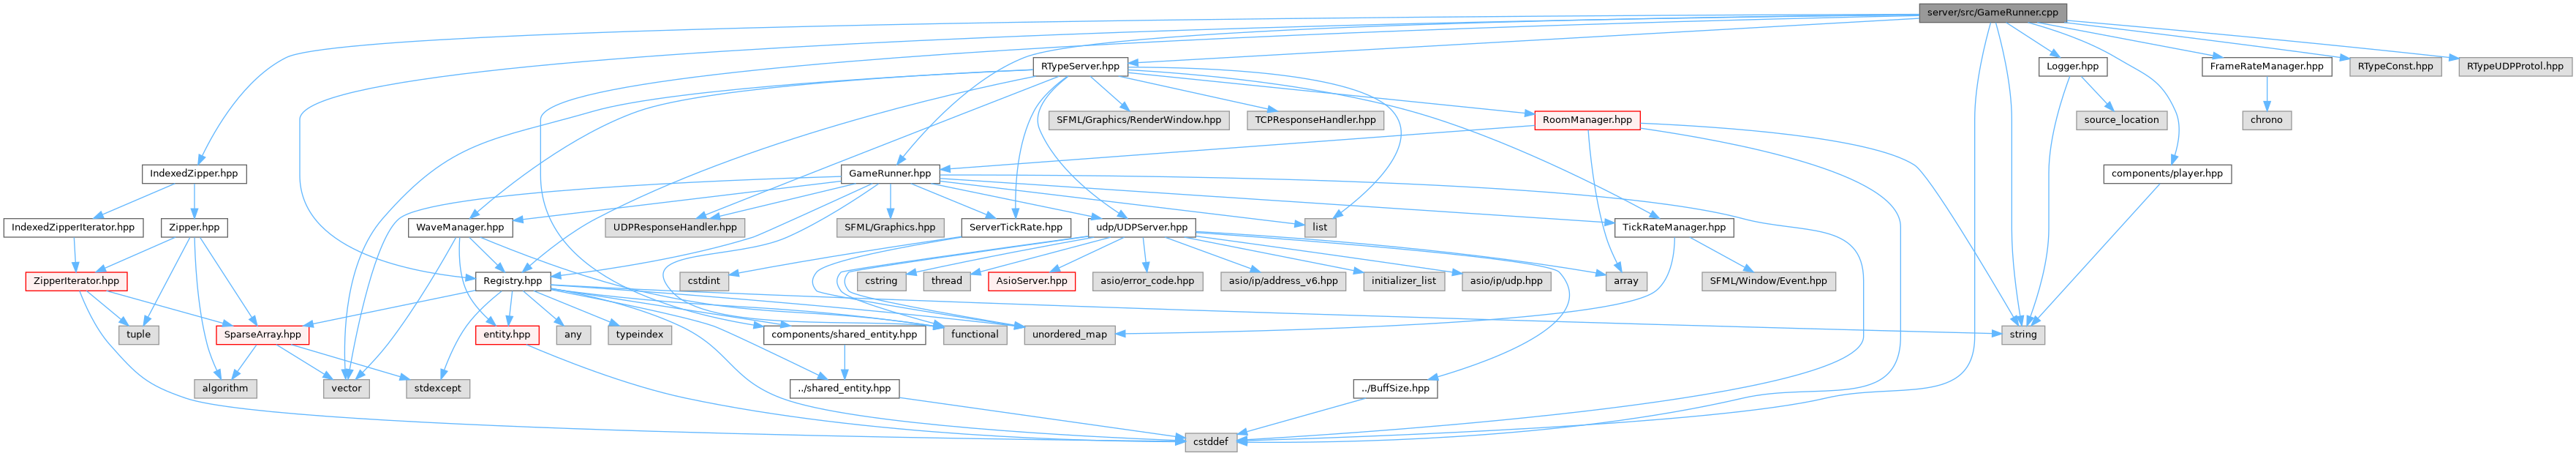 server/src/GameRunner.cpp
RTypeServer.hpp
Logger.hpp
FrameRateManager.hpp
RTypeConst.hpp
RTypeUDPProtol.hpp
SFML/Graphics/RenderWindow.hpp
TCPResponseHandler.hpp
RoomManager.hpp
source_location
chrono
IndexedZipper.hpp
GameRunner.hpp
components/player.hpp
IndexedZipperIterator.hpp
Zipper.hpp
WaveManager.hpp
UDPResponseHandler.hpp
SFML/Graphics.hpp
ServerTickRate.hpp
udp/UDPServer.hpp
list
TickRateManager.hpp
ZipperIterator.hpp
Registry.hpp
cstdint
cstring
thread
AsioServer.hpp
asio/error_code.hpp
asio/ip/address_v6.hpp
initializer_list
asio/ip/udp.hpp
array
SFML/Window/Event.hpp
tuple
SparseArray.hpp
entity.hpp
any
typeindex
components/shared_entity.hpp
functional
unordered_map
string
algorithm
vector
stdexcept
../shared_entity.hpp
../BuffSize.hpp
cstddef